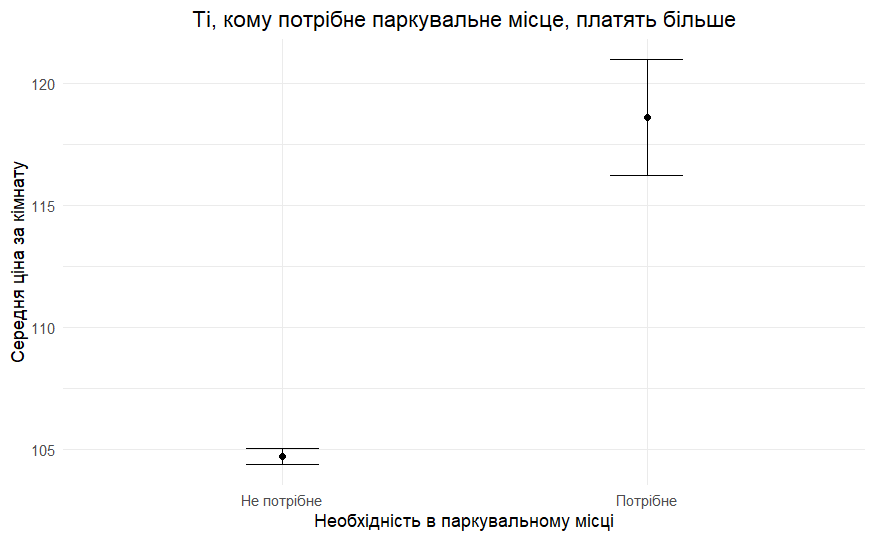 Ті, кому потрібне паркувальне місце, платять більше
Середня ціна за кімнату
120
115
110
105
Не потрібне
Потрібне
Необхідність в паркувальному місці